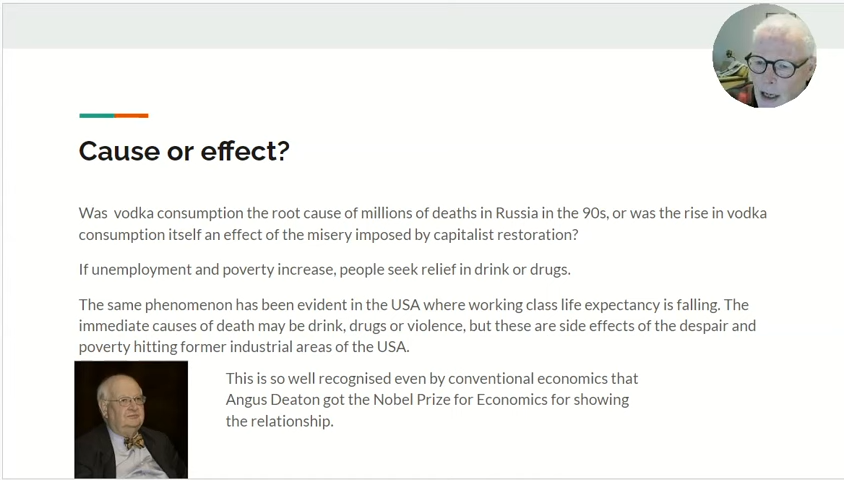 Cause or effect?
Was vodka consumption the root cause of millions of deaths in Russia in the 90s, or was the rise in vodka
consumption itself an effect of the misery imposed by capitalist restoration?
If unemployment and poverty increase, people seek relief in drink or drugs.
The same phenomenon has been evident in the USA where working class life expectancy is falling. The
immediate causes of death may be drink, drugs or violence, but these are side effects of the despair and
poverty hitting former industrial areas of the USA.
This is so well recognised even by conventional economics that
Angus Deaton got the Nobel Prize for Economics for showing
the relationship.